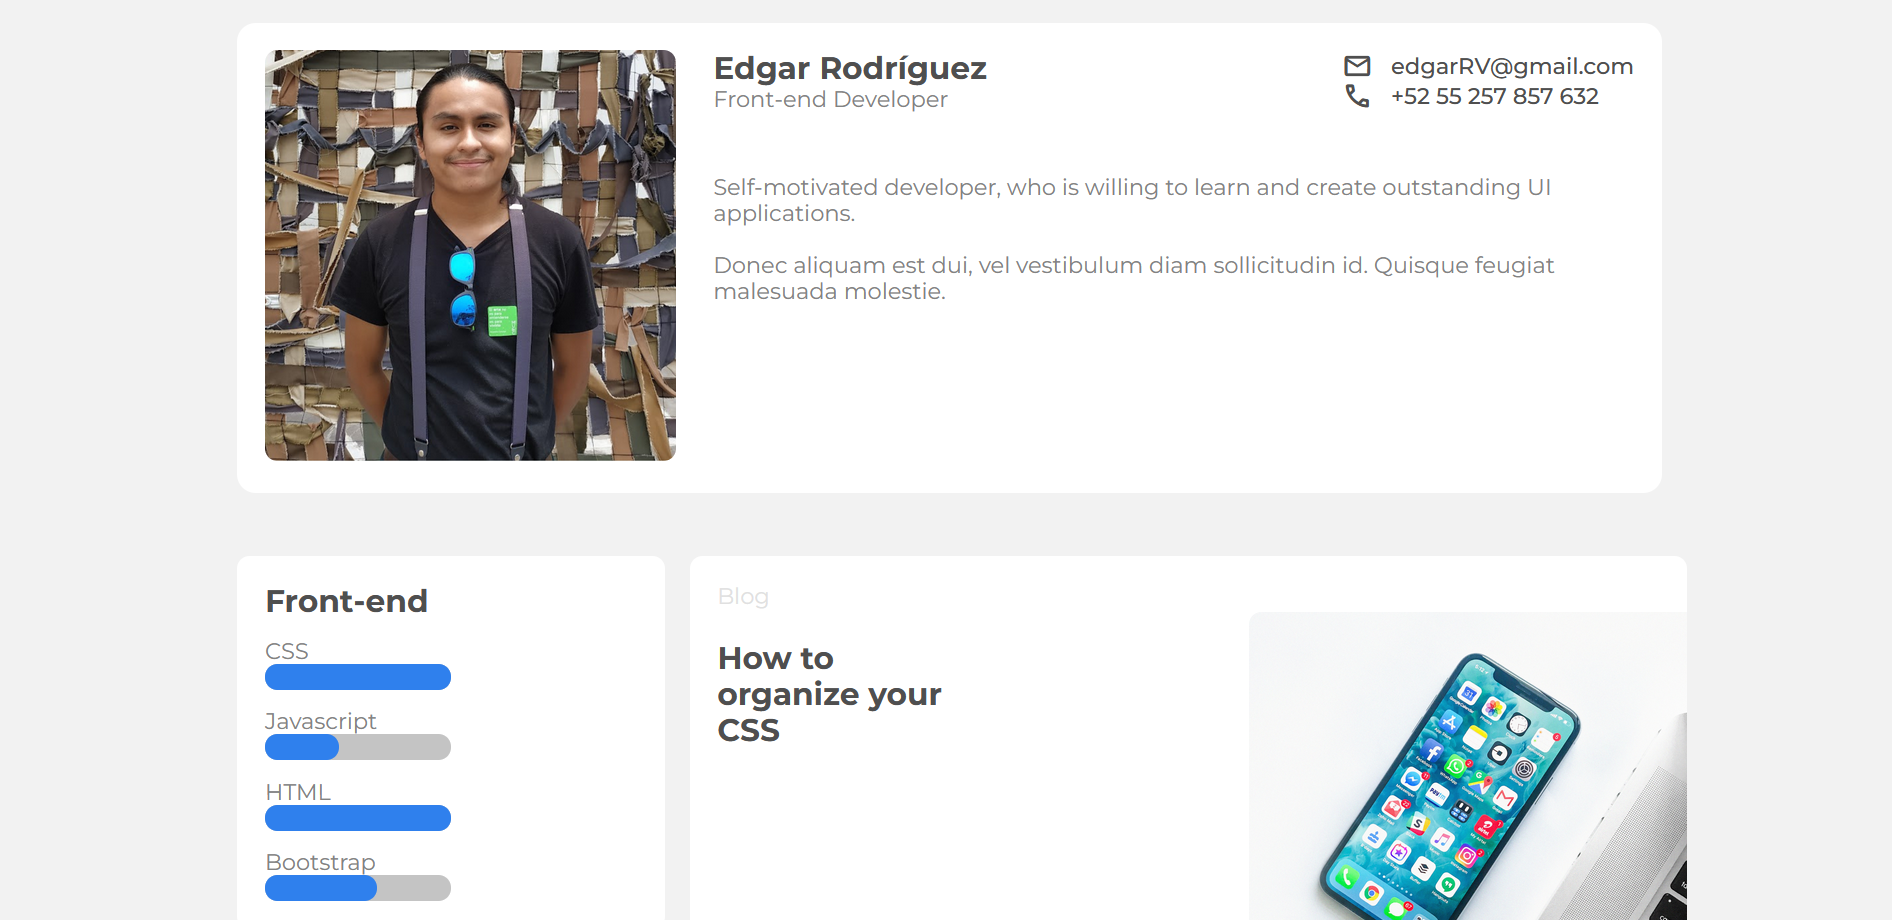 Edgar Rodríguez
Front-end Developer
edgarRV@gmail.com
+52 55 257 857 632
Self-motivated developer, who is willing to learn and create outstanding UI
applications.
Donec aliquam est dui, vel vestibulum diam sollicitudin id. Quisque feugiat
malesuada molestie.
Front-end
CSS
Javascript
HTML
Bootstrap
Blog
How to
organize your
CSS